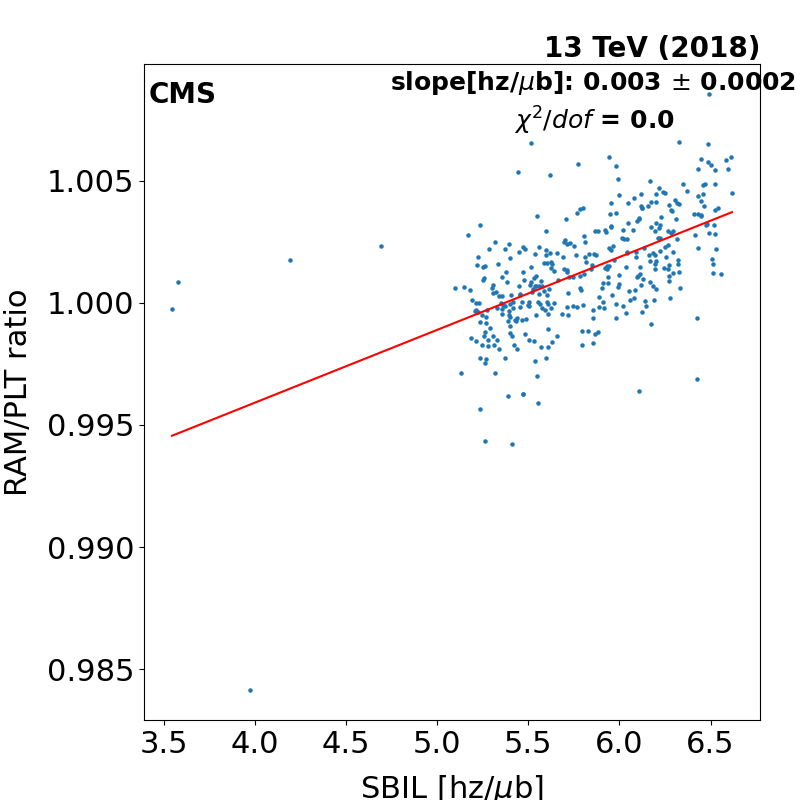 13 TeV (2018)
CMS
slope[hz/μb]: 0.003 ± 0.0002
χ²/dof = 0.0
1.005
1.000
0.995
0.990
0.985
RAM/PLT ratio
3.5 4.0 4.5 5.0 5.5 6.0 6.5
SBIL [hz/μb]